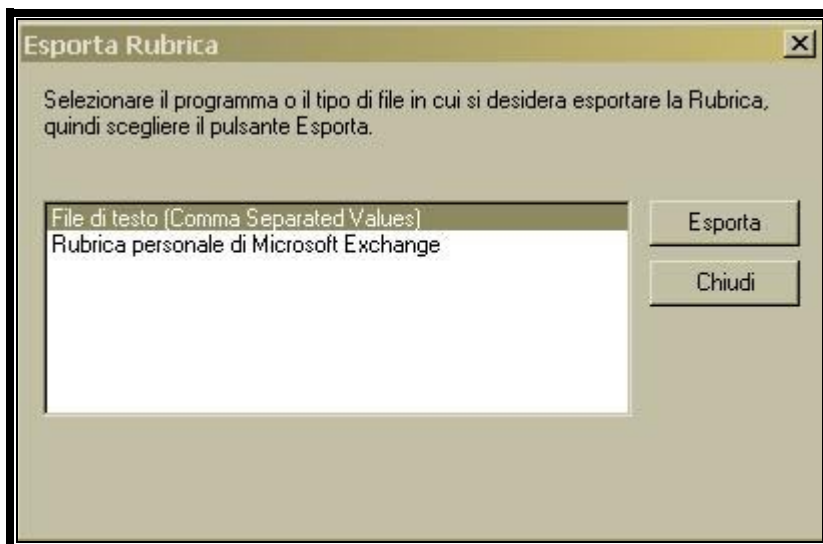 Esporta Rubrica
Selezionare il programma o il tipo di file in cui si desidera esportare la Rubrica,
quindi scegliere il pulsante Esporta.
File di testo (Comma Separated Values)
Rubrica personale di Microsoft Exchange
Esporta
Chiudi